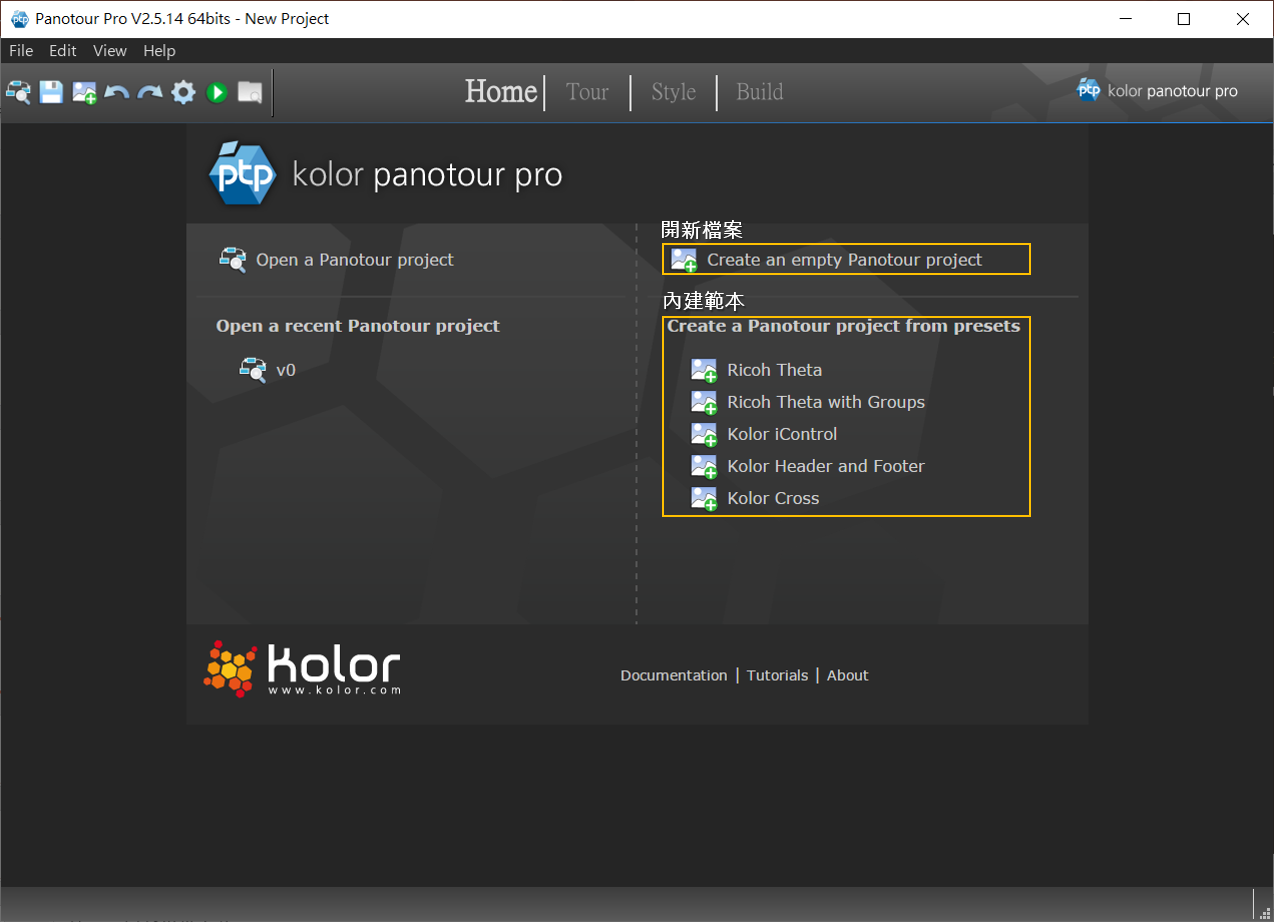 Panotour Pro V2.5.14 64bits - New Project
File Edit View Help
Home Tour Style Build
ptp kolor panotour pro
ptp kolor panotour pro
Open a Panotour project
Open a recent Panotour project
v0
開新檔案
Create an empty Panotour project
內建範本
Create a Panotour project from presets
Ricoh Theta
Ricoh Theta with Groups
Kolor iControl
Kolor Header and Footer
Kolor Cross
kolor
www.kolor.com
Documentation | Tutorials | About